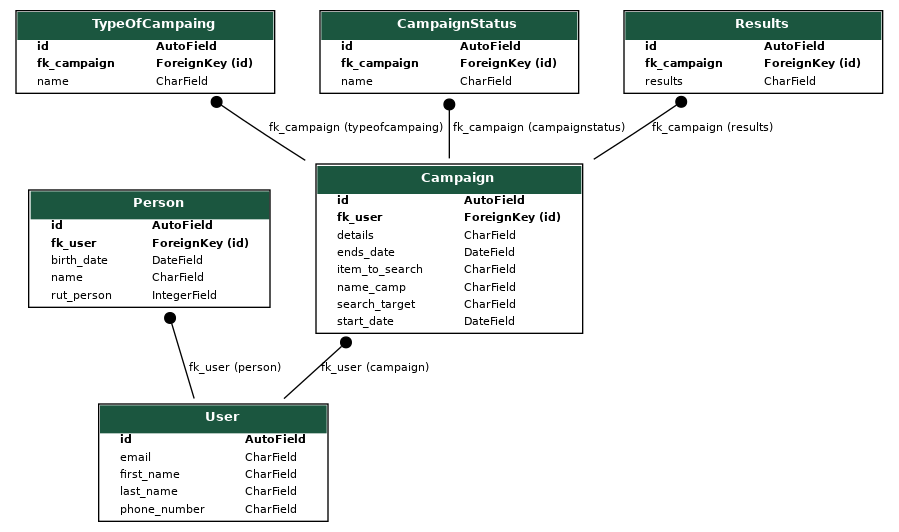 TypeOfCampaing
id AutoField
fk_campaign ForeignKey (id)
name CharField
CampaignStatus
id AutoField
fk_campaign ForeignKey (id)
name CharField
Results
id AutoField
fk_campaign ForeignKey (id)
results CharField
fk_campaign (typeofcampaing)
fk_campaign (campaignstatus)
fk_campaign (results)
Campaign
id AutoField
fk_user ForeignKey (id)
details CharField
ends_date DateField
item_to_search CharField
name_camp CharField
search_target CharField
start_date DateField
Person
id AutoField
fk_user ForeignKey (id)
birth_date DateField
name CharField
rut_person IntegerField
fk_user (person)
fk_user (campaign)
User
id AutoField
email CharField
first_name CharField
last_name CharField
phone_number CharField